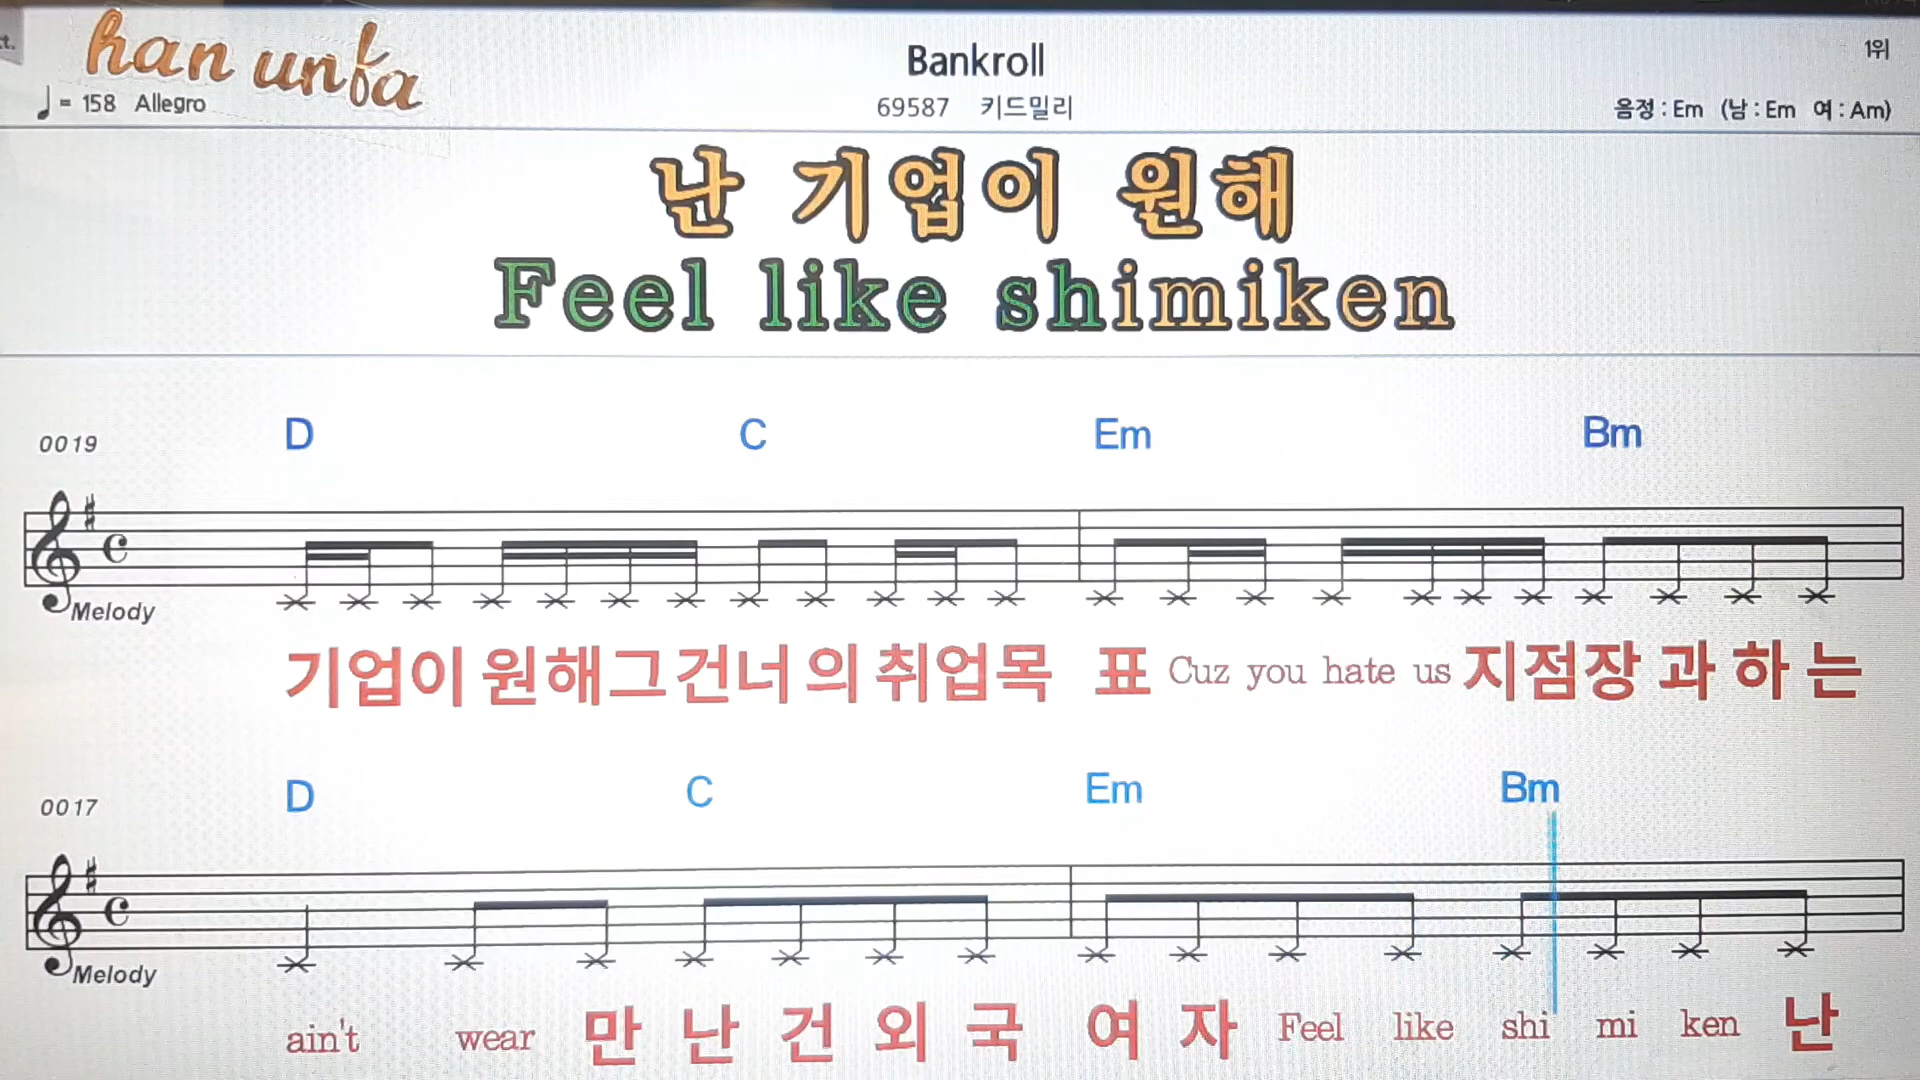 ct.
han unfa
Bankroll
1위
♩ = 158 Allegro
69587 키드밀리
음정 : Em (남 : Em 여 : Am)
난 기업이 원해
Feel like shimiken
0019
D C Em Bm
Melody
기업이 원해그건너의 취업목 표 Cuz you hate us 지점장 과 하 는
0017
D C Em Bm
Melody
ain't wear 만 난 건 외 국 여 자 Feel like shi mi ken 난